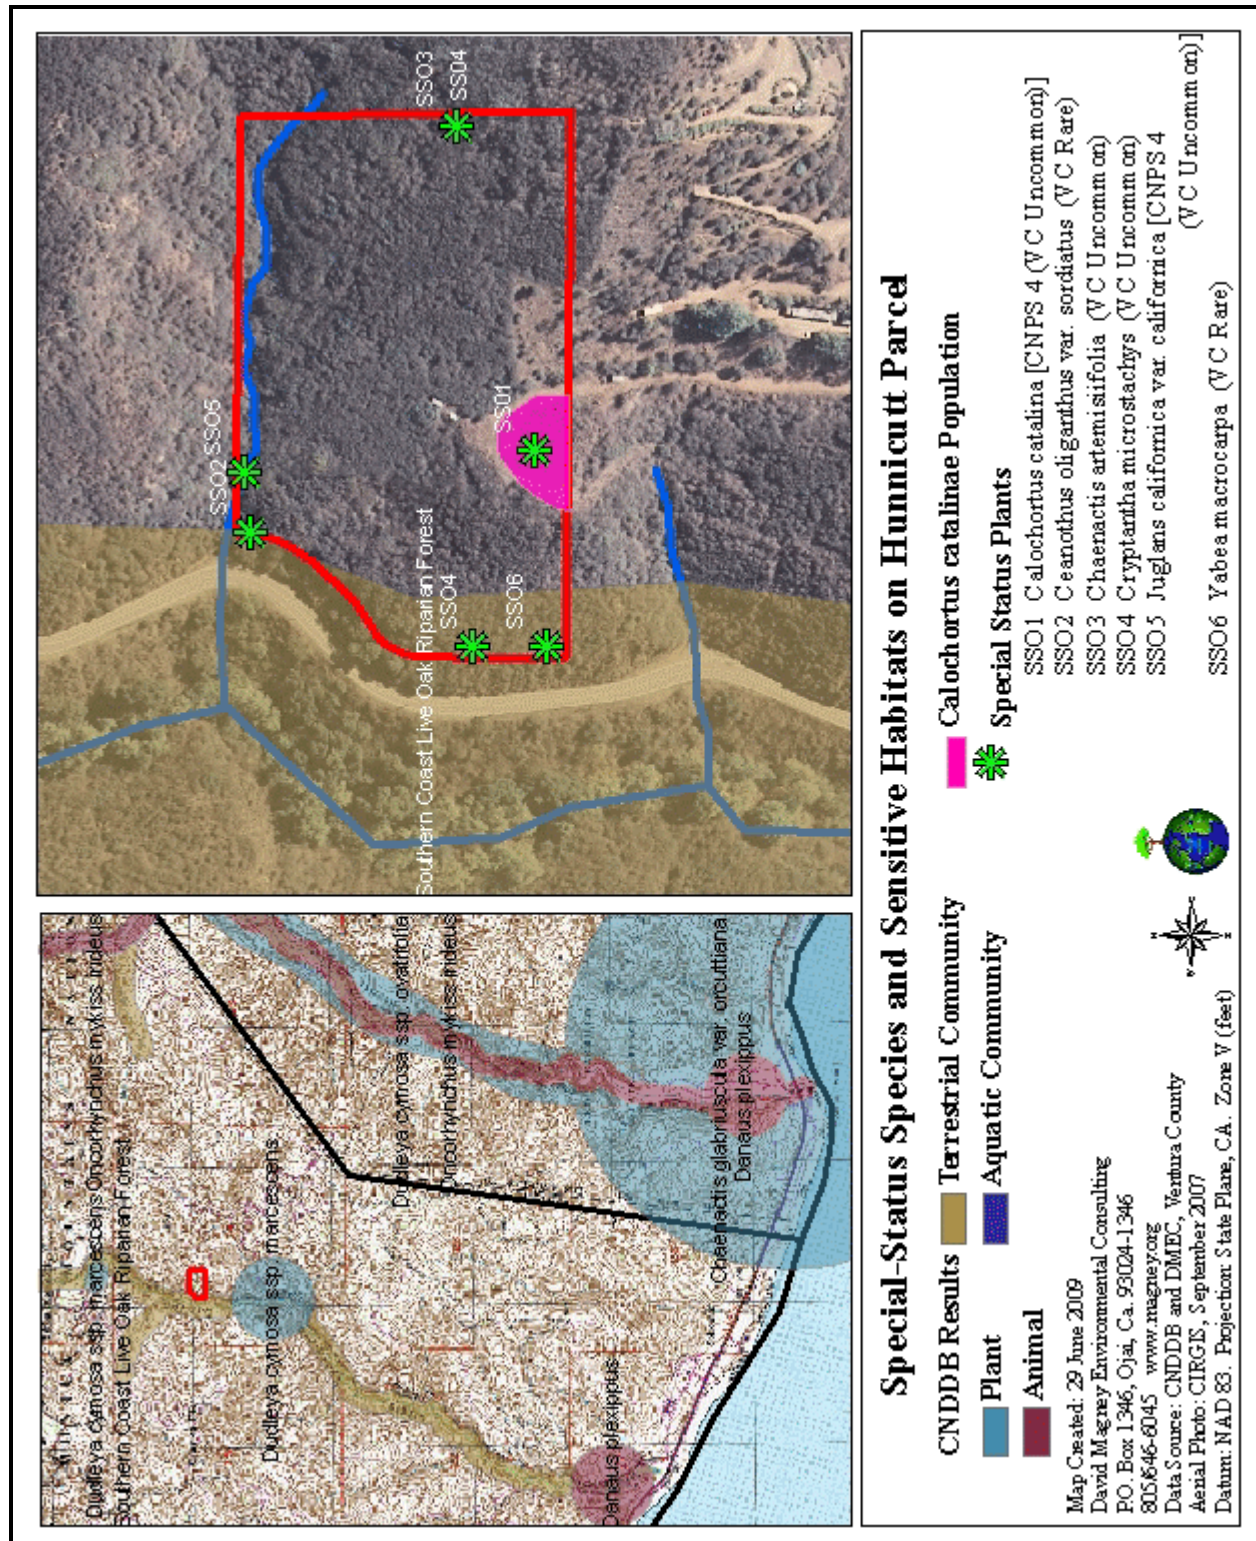 Dudleya cymosa ssp. marcescens Oncorhynchus mykiss irideus
Southern Coast Live Oak Riparian Forest
Dudleya cymosa ssp. marcescens
Dudleya cymosa ssp. ovatifolia
Oncorhynchus mykiss irideus
Danaus plexippus
Chaenactis glabriuscula var. orcuttiana
Danaus plexippus
SSO2
SSO5
SSO3
SSO4
SSO1
Southern Coast Live Oak Riparian Forest
SSO4
SSO6
Special-Status Species and Sensitive Habitats on Hunnicutt Parcel
CNDDB Results
Plant
Animal
Terrestrial Community
Aquatic Community
Calochortus catalinae Population
Special Status Plants
SSO1 Calochortus catalina [CNPS 4 (VC Uncommon)]
SSO2 Ceanothus oliganthus var. sordiatus (VC Rare)
SSO3 Chaenactis artemisiifolia (VC Uncommon)
SSO4 Cryptantha microstachys (VC Uncommon)
SSO5 Juglans californica var. californica [CNPS 4
(VC Uncommon)]
SSO6 Yabea macrocarpa (VC Rare)
Map Created: 29 June 2009
David Magney Environmental Consulting
P.O. Box 1346, Ojai, Ca. 93024-1346
805/646-6045 www.magney.org
Data Source: CNDDB and DMEC, Ventura County
Aerial Photo: CIRGIS, September 2007
Datum: NAD 83. Projection: State Plane, CA. Zone V (feet)